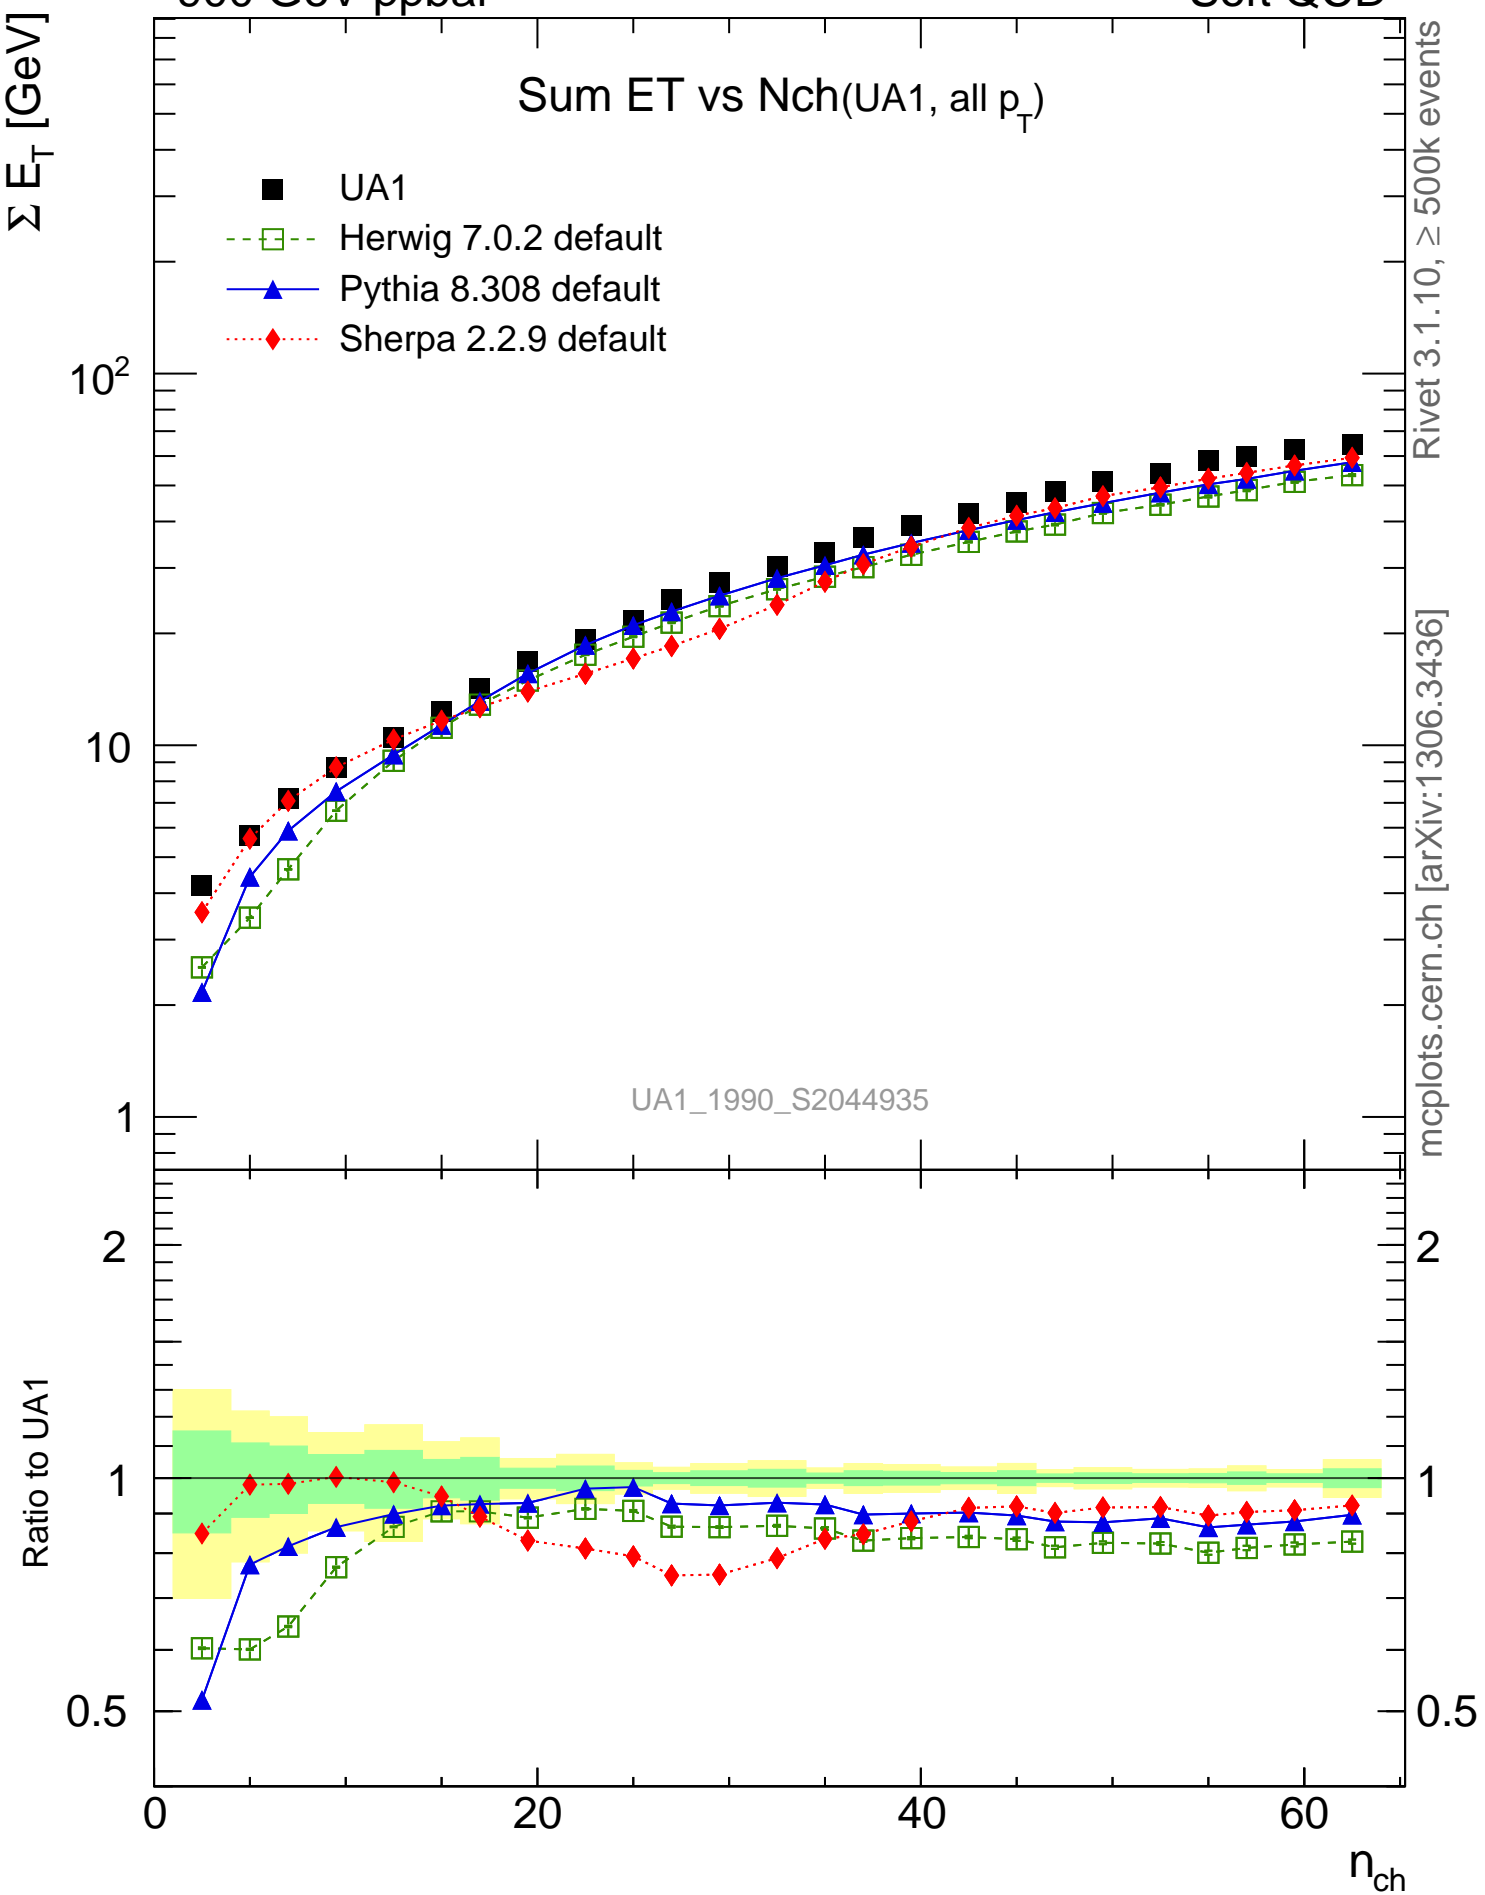 Sum ET vs Nch(UA1, all p_T)
Σ E_T [GeV]
UA1
Herwig 7.0.2 default
Pythia 8.308 default
Sherpa 2.2.9 default
10²
10
1
UA1_1990_S2044935
Rivet 3.1.10, ≥ 500k events
mcplots.cern.ch [arXiv:1306.3436]
Ratio to UA1
2
1
0.5
2
1
0.5
0
20
40
60
n_ch